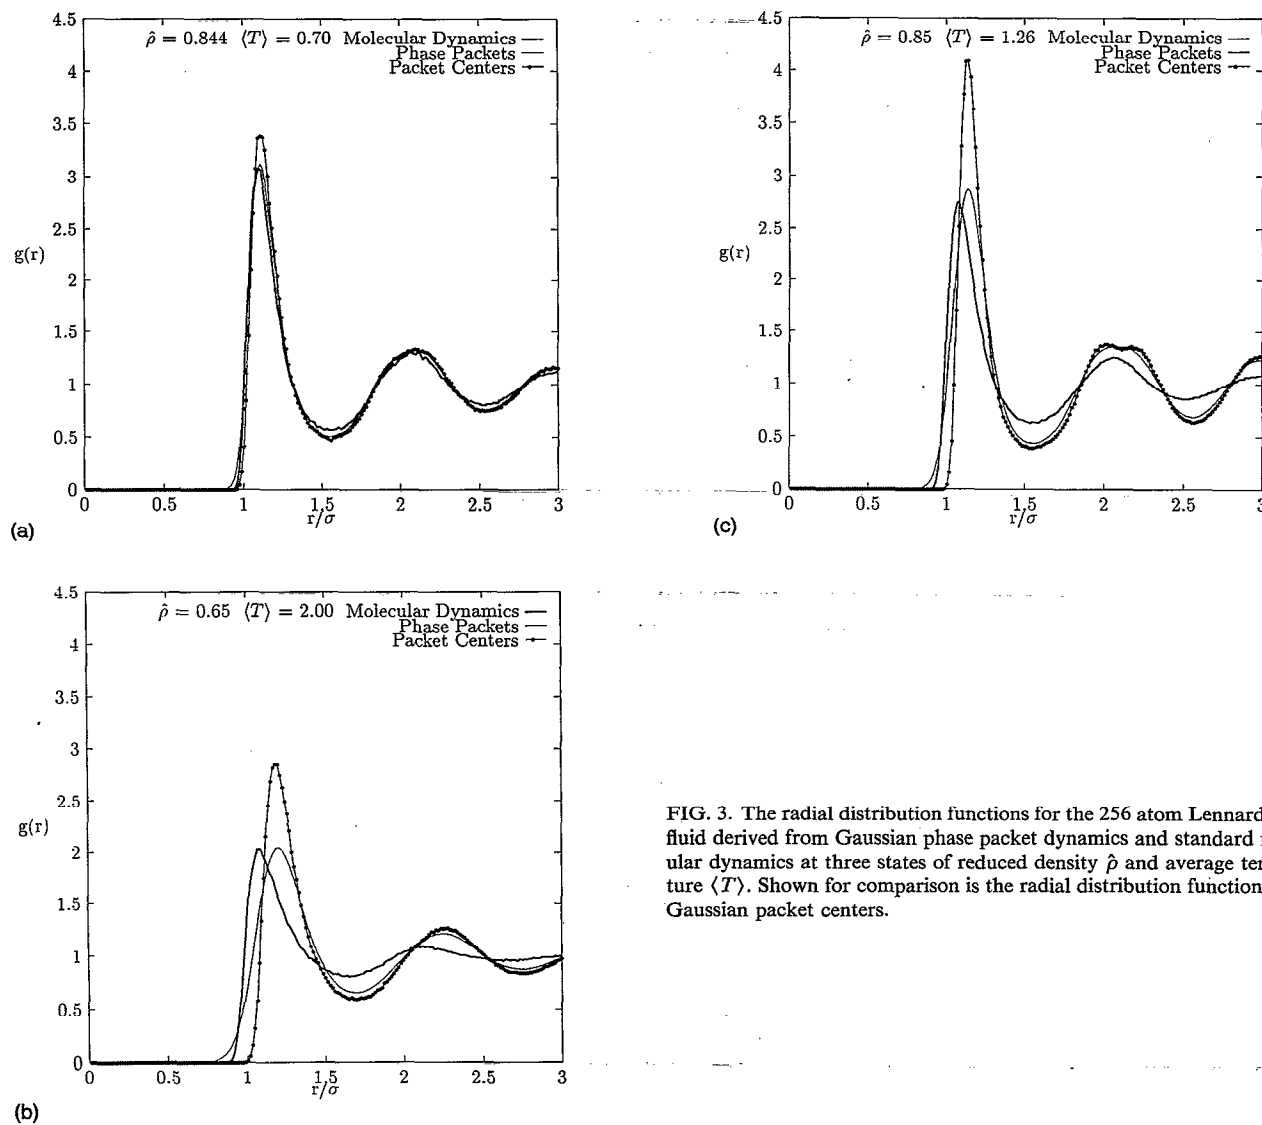 4.5
ρ̂ = 0.844 ⟨T⟩ = 0.70 Molecular Dynamics
Phase Packets
Packet Centers
4
3.5
3
2.5
g(r)
2
1.5
1
0.5
0
0 0.5 1 1.5 2 2.5 3
r/σ
(a)
4.5
ρ̂ = 0.85 ⟨T⟩ = 1.26 Molecular Dynamics
Phase Packets
Packet Centers
4
3.5
3
2.5
g(r)
2
1.5
1
0.5
0
0 0.5 1 1.5 2 2.5 3
r/σ
(c)
4.5
ρ̂ = 0.65 ⟨T⟩ = 2.00 Molecular Dynamics
Phase Packets
Packet Centers
4
3.5
3
2.5
g(r)
2
1.5
1
0.5
0
0 0.5 1 1.5 2 2.5 3
r/σ
(b)
FIG. 3. The radial distribution functions for the 256 atom Lennard
fluid derived from Gaussian phase packet dynamics and standard
ular dynamics at three states of reduced density ρ̂ and average ter
ture ⟨T⟩. Shown for comparison is the radial distribution function
Gaussian packet centers.